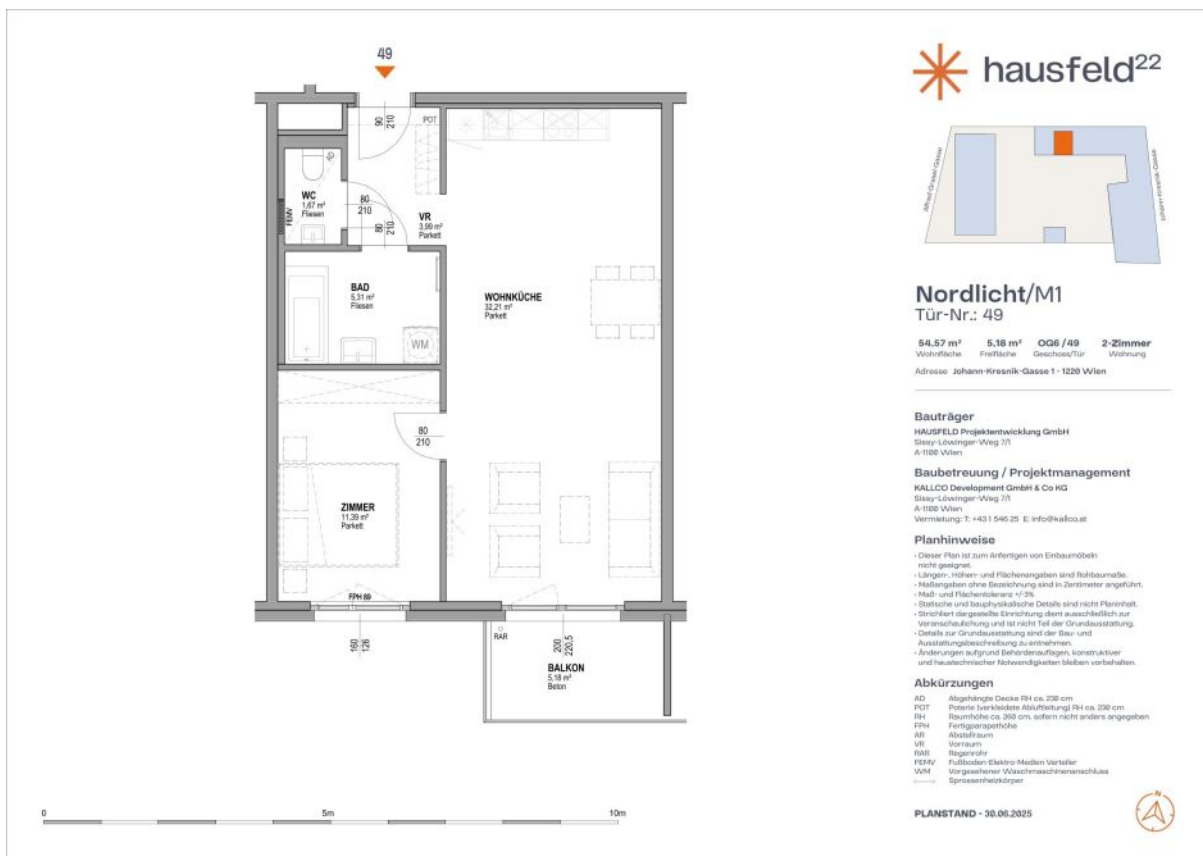 49
90
210
POT
AD
WC
1,67 m²
Fliesen
FEMV
80
210
80
210
VR
3,99 m²
Parkett
BAD
5,31 m²
Fliesen
WM
WOHNKÜCHE
32,21 m²
Parkett
80
210
ZIMMER
11,39 m²
Parkett
FPH 89
160
126
RAR
200
220,5
BALKON
5,18 m²
Beton
0
5m
10m
hausfeld²²
Alfred-Grissel-Gasse
Johann-Kresnik-Gasse
Nordlicht/M1
Tür-Nr.: 49
54,57 m² 5,18 m² OG6 /49 2-Zimmer
Wohnfläche Freifläche Geschoss/Tür Wohnung
Adresse Johann-Kresnik-Gasse 1 - 1220 Wien
Bauträger
HAUSFELD Projektentwicklung GmbH
Sissy-Löwinger-Weg 7/1
A-1100 Wien
Baubetreuung / Projektmanagement
KALLCO Development GmbH & Co KG
Sissy-Löwinger-Weg 7/1
A-1100 Wien
Vermietung: T: +43 1 546 25 E: info@kallco.at
Planhinweise
• Dieser Plan ist zum Anfertigen von Einbaumöbeln
nicht geeignet.
• Längen-, Höhen- und Flächenangaben sind Rohbaumaße.
• Maßangaben ohne Bezeichnung sind in Zentimeter angeführt.
• Maß- und Flächentoleranz +/-3%
• Statische und bauphysikalische Details sind nicht Planinhalt.
• Strichliert dargestellte Einrichtung dient ausschließlich zur
Veranschaulichung und ist nicht Teil der Grundausstattung.
• Details zur Grundausstattung sind der Bau- und
Ausstattungsbeschreibung zu entnehmen.
• Änderungen aufgrund Behördenauflagen, konstruktiver
und haustechnischer Notwendigkeiten bleiben vorbehalten.
Abkürzungen
AD Abgehängte Decke RH ca. 230 cm
POT Poterie (verkleidete Abluftleitung) RH ca. 230 cm
RH Raumhöhe ca. 260 cm, sofern nicht anders angegeben
FPH Fertigparapethöhe
AR Abstellraum
VR Vorraum
RAR Regenrohr
FEMV Fußboden-Elektro-Medien Verteiler
WM Vorgesehener Waschmaschinenanschluss
Sprossenheizkörper
PLANSTAND - 30.06.2025
N